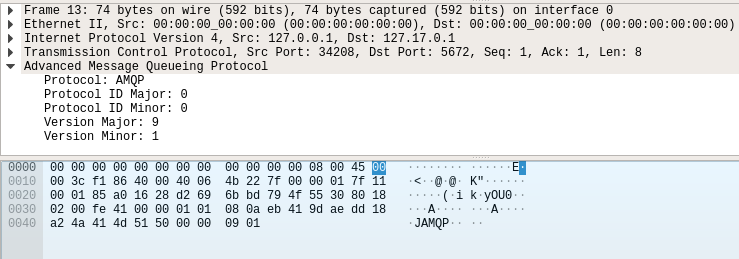 Frame 13: 74 bytes on wire (592 bits), 74 bytes captured (592 bits) on interface 0
Ethernet II, Src: 00:00:00_00:00:00 (00:00:00:00:00:00), Dst: 00:00:00_00:00:00 (00:00:00:00:00:00)
Internet Protocol Version 4, Src: 127.0.0.1, Dst: 127.17.0.1
Transmission Control Protocol, Src Port: 34208, Dst Port: 5672, Seq: 1, Ack: 1, Len: 8
Advanced Message Queueing Protocol
Protocol: AMQP
Protocol ID Major: 0
Protocol ID Minor: 0
Version Major: 9
Version Minor: 1
0000 00 00 00 00 00 00 00 00 00 00 00 00 08 00 45 00 ········ ······E·
0010 00 3c f1 86 40 00 40 06 4b 22 7f 00 00 01 7f 11 ·<··@·@· K"······
0020 00 01 85 a0 16 28 d2 69 6b bd 79 4f 55 30 80 18 ·····(·i k·yOU0··
0030 02 00 fe 41 00 00 01 01 08 0a eb 41 9d ae dd 18 ···A···· ···A····
0040 a2 4a 41 4d 51 50 00 00 09 01 ·JAMQP·· ··